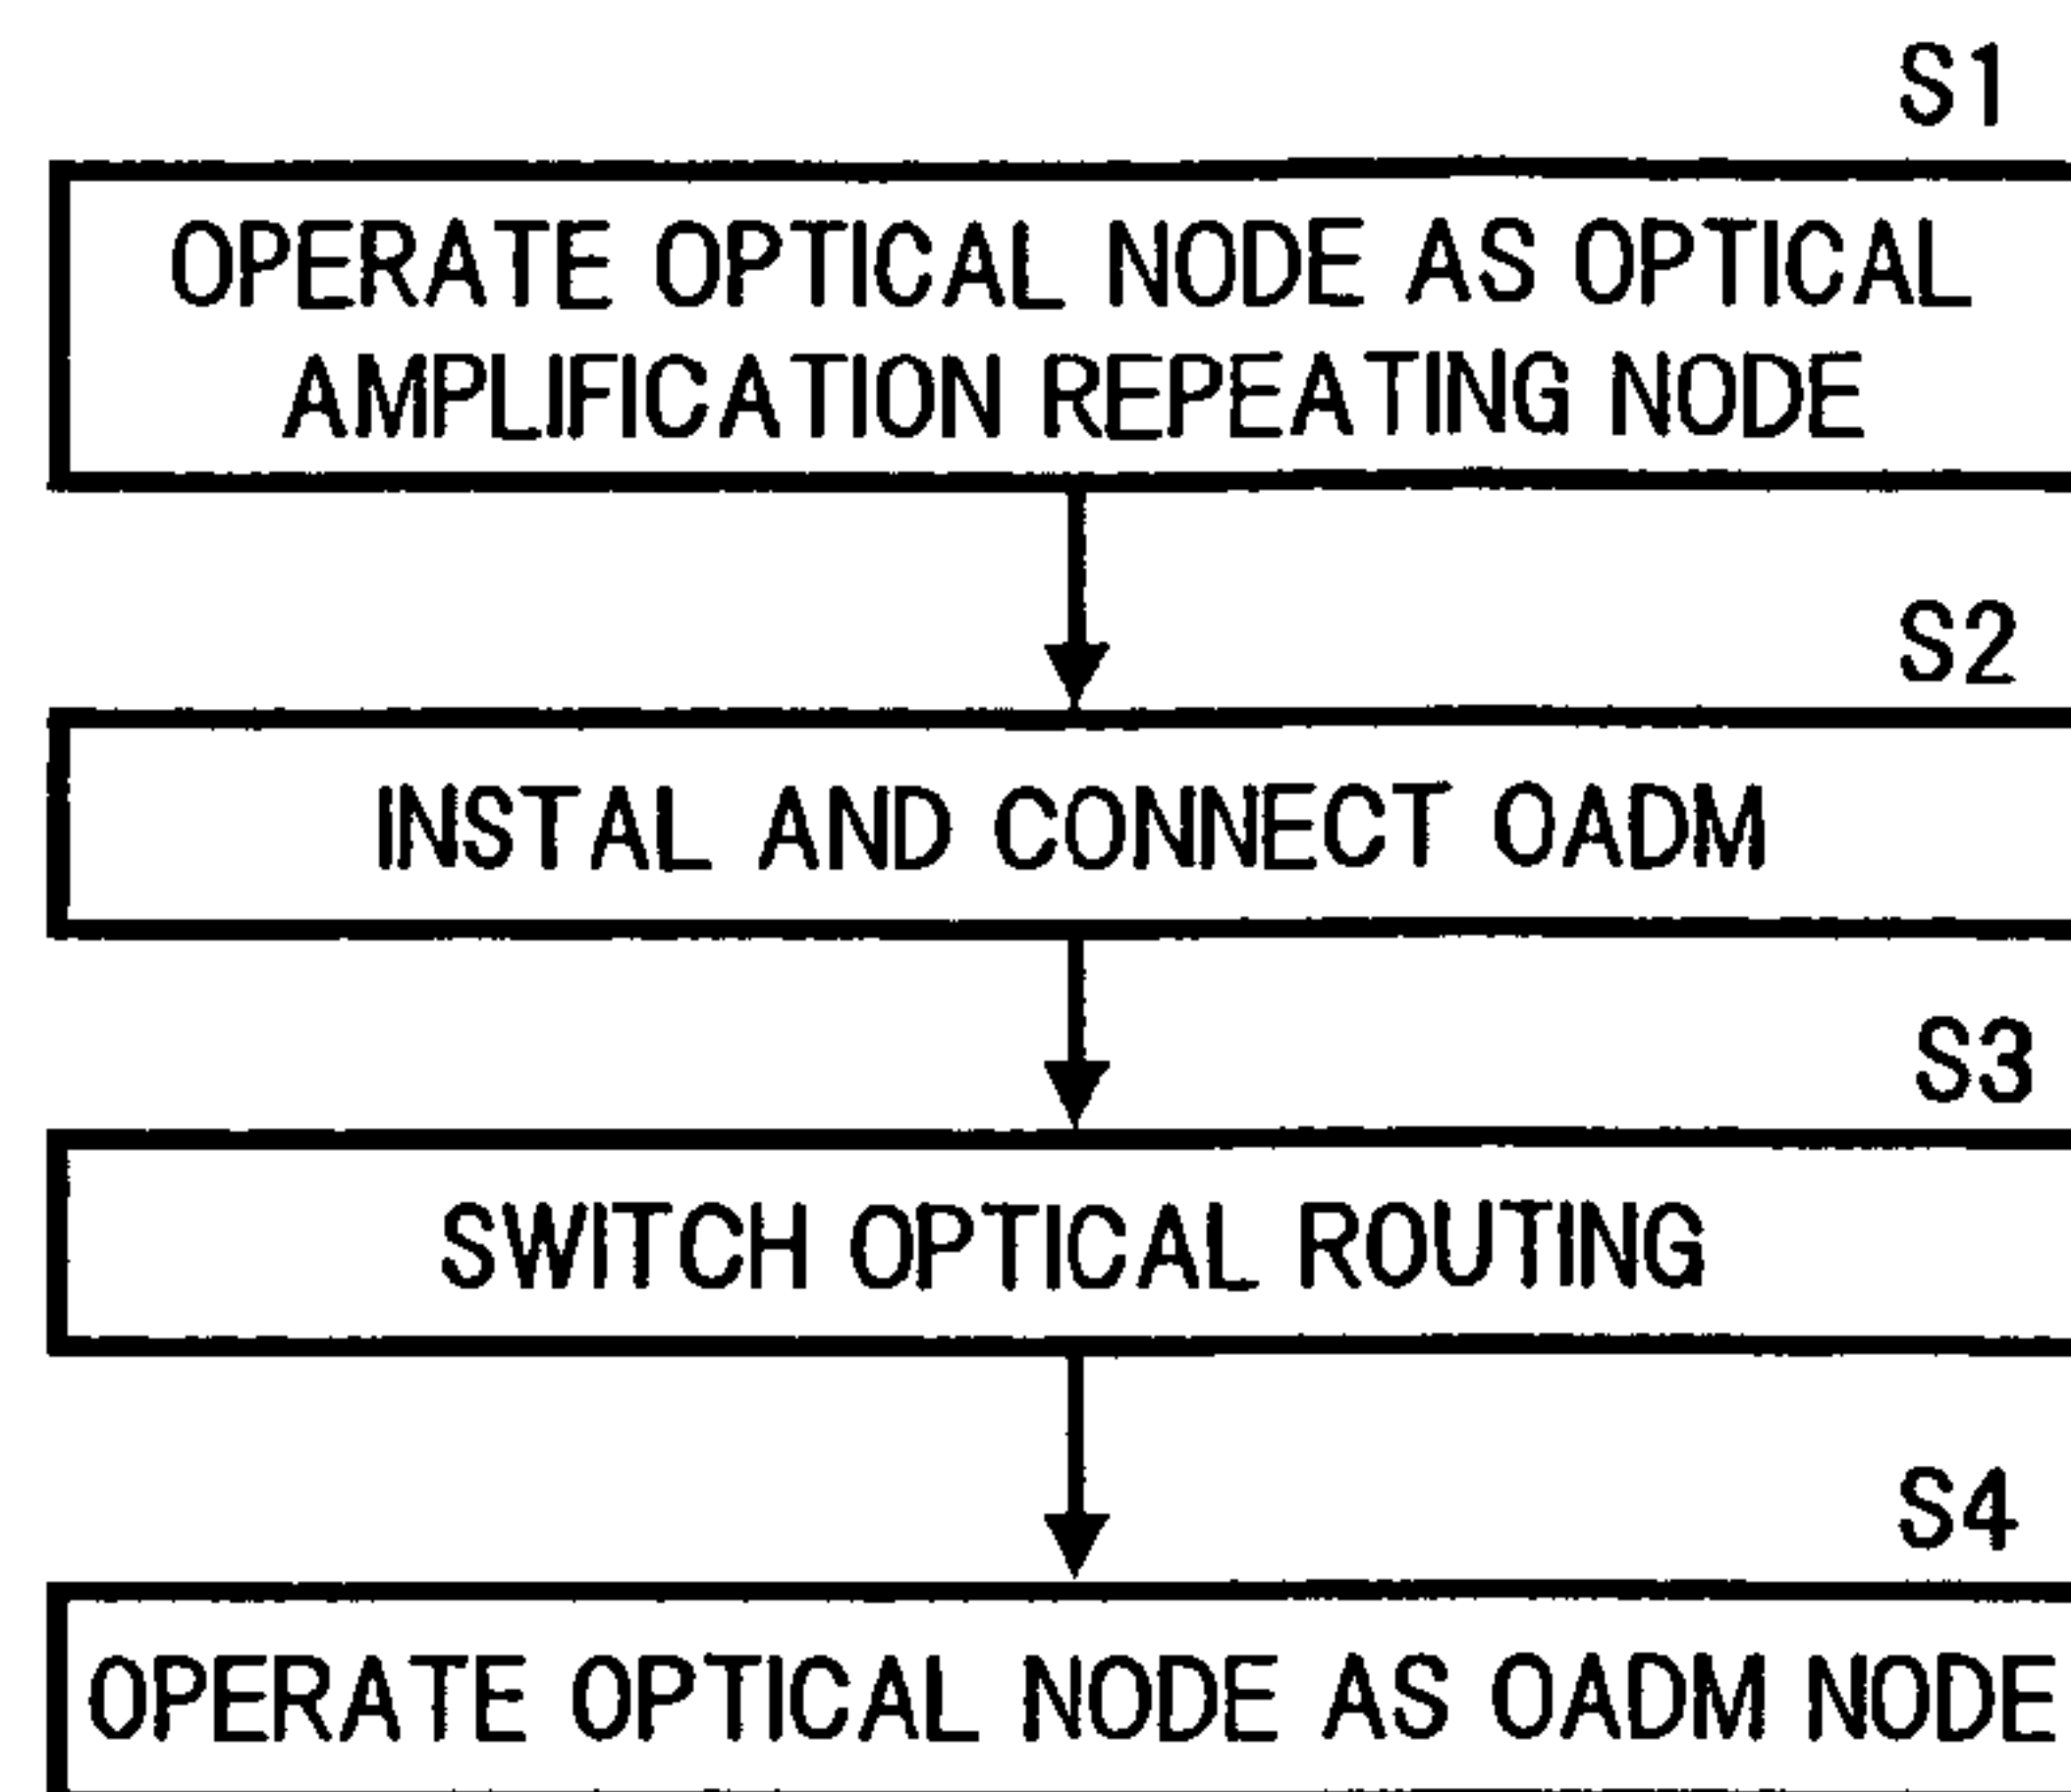 S1
OPERATE OPTICAL NODE AS OPTICAL
AMPLIFICATION REPEATING NODE
S2
INSTAL AND CONNECT OADM
S3
SWITCH OPTICAL ROUTING
S4
OPERATE OPTICAL NODE AS OADM NODE